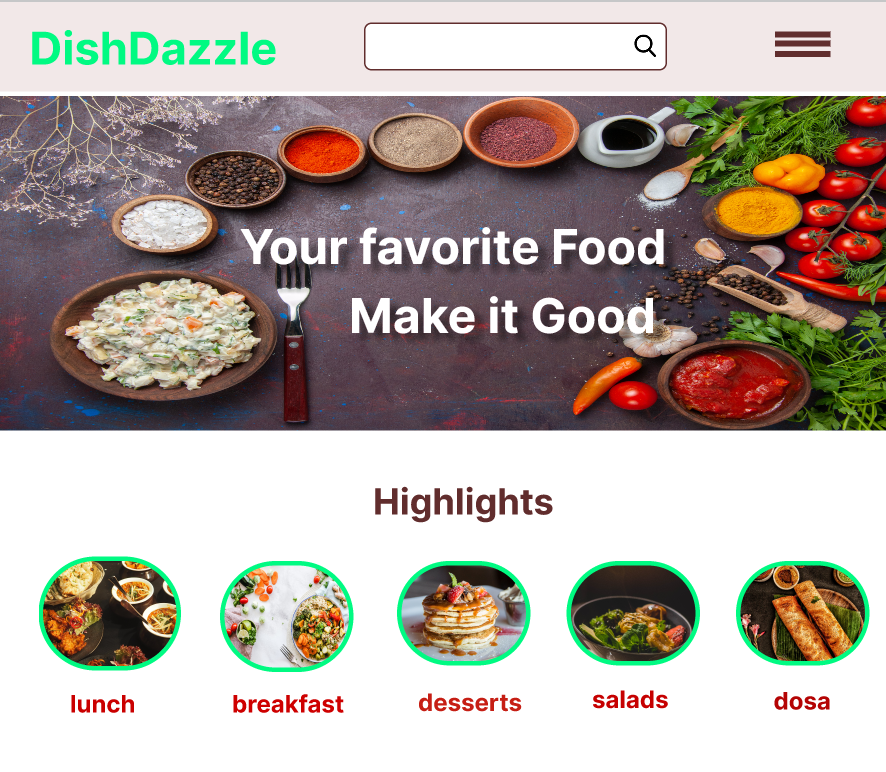 DishDazzle
Your favorite Food
Make it Good
Highlights
lunch
breakfast
desserts
salads
dosa